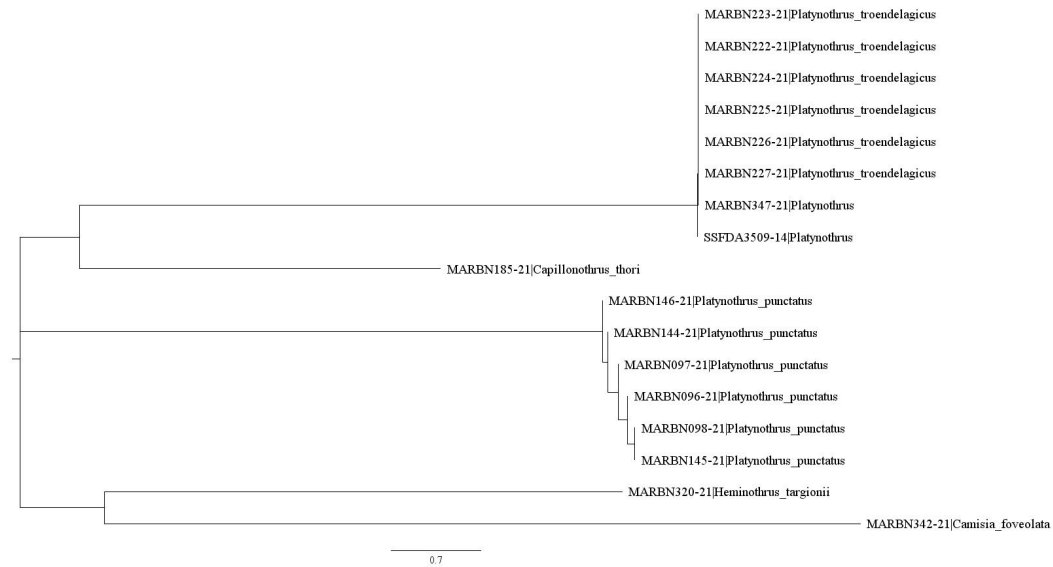 MARBN223-21|Platynothrus_troendelagicus
MARBN222-21|Platynothrus_troendelagicus
MARBN224-21|Platynothrus_troendelagicus
MARBN225-21|Platynothrus_troendelagicus
MARBN226-21|Platynothrus_troendelagicus
MARBN227-21|Platynothrus_troendelagicus
MARBN347-21|Platynothrus
SSFDA3509-14|Platynothrus
MARBN185-21|Capillonothrus_thori
MARBN146-21|Platynothrus_punctatus
MARBN144-21|Platynothrus_punctatus
MARBN097-21|Platynothrus_punctatus
MARBN096-21|Platynothrus_punctatus
MARBN098-21|Platynothrus_punctatus
MARBN145-21|Platynothrus_punctatus
MARBN320-21|Heminothrus_targionii
MARBN342-21|Camisia_foveolata
0.7